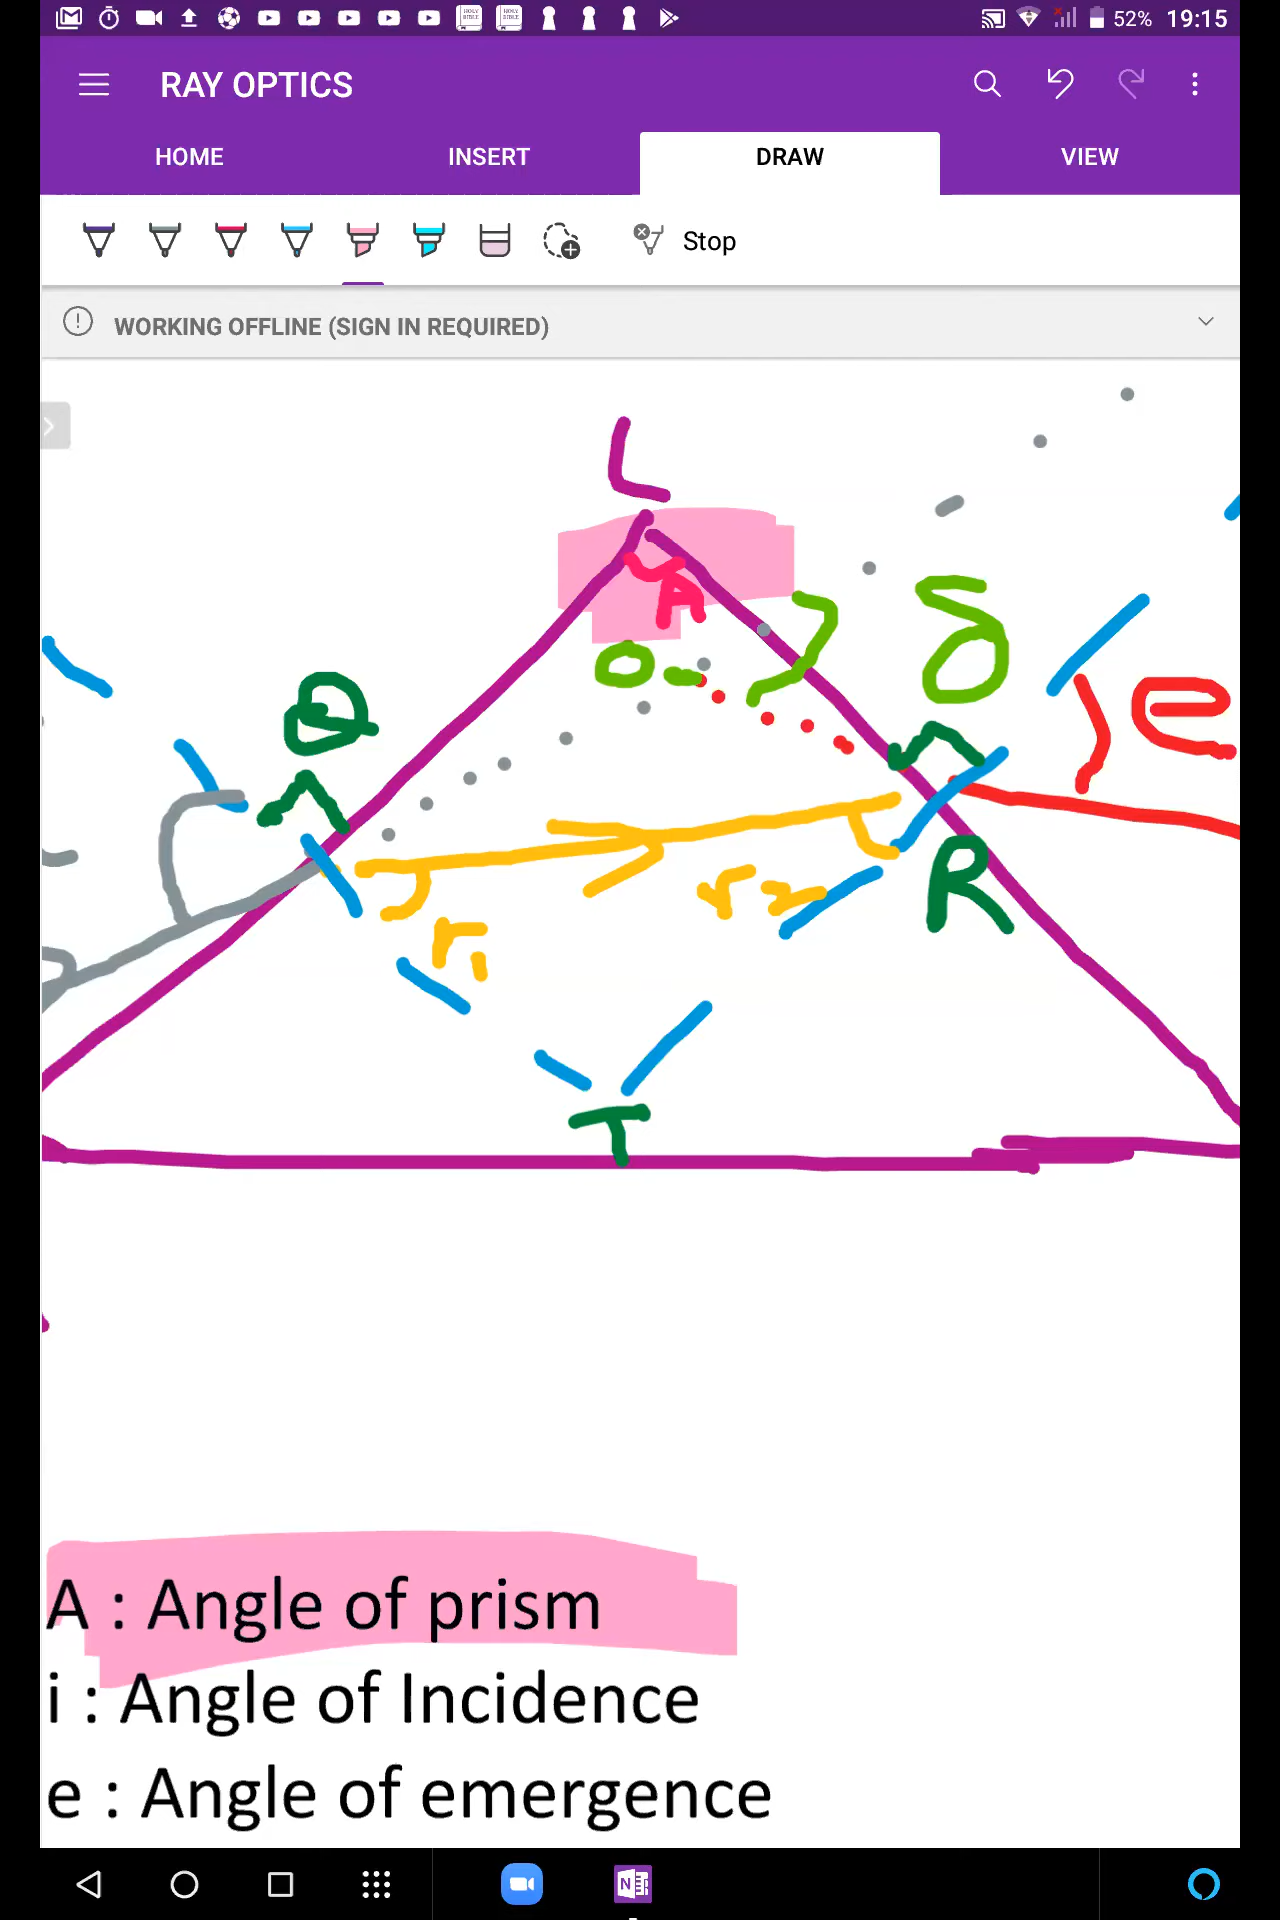 52% 19:15
RAY OPTICS
HOME INSERT DRAW VIEW
Stop
WORKING OFFLINE (SIGN IN REQUIRED)
L
A
O δ
Q e
R
r₂
r₁
T
A : Angle of prism
i : Angle of Incidence
e : Angle of emergence